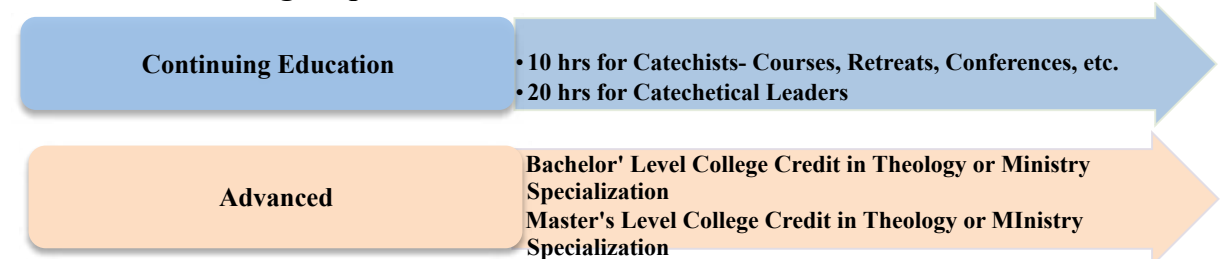 Continuing Education
• 10 hrs for Catechists- Courses, Retreats, Conferences, etc.
• 20 hrs for Catechetical Leaders
Advanced
Bachelor' Level College Credit in Theology or Ministry
Specialization
Master's Level College Credit in Theology or MInistry
Specialization